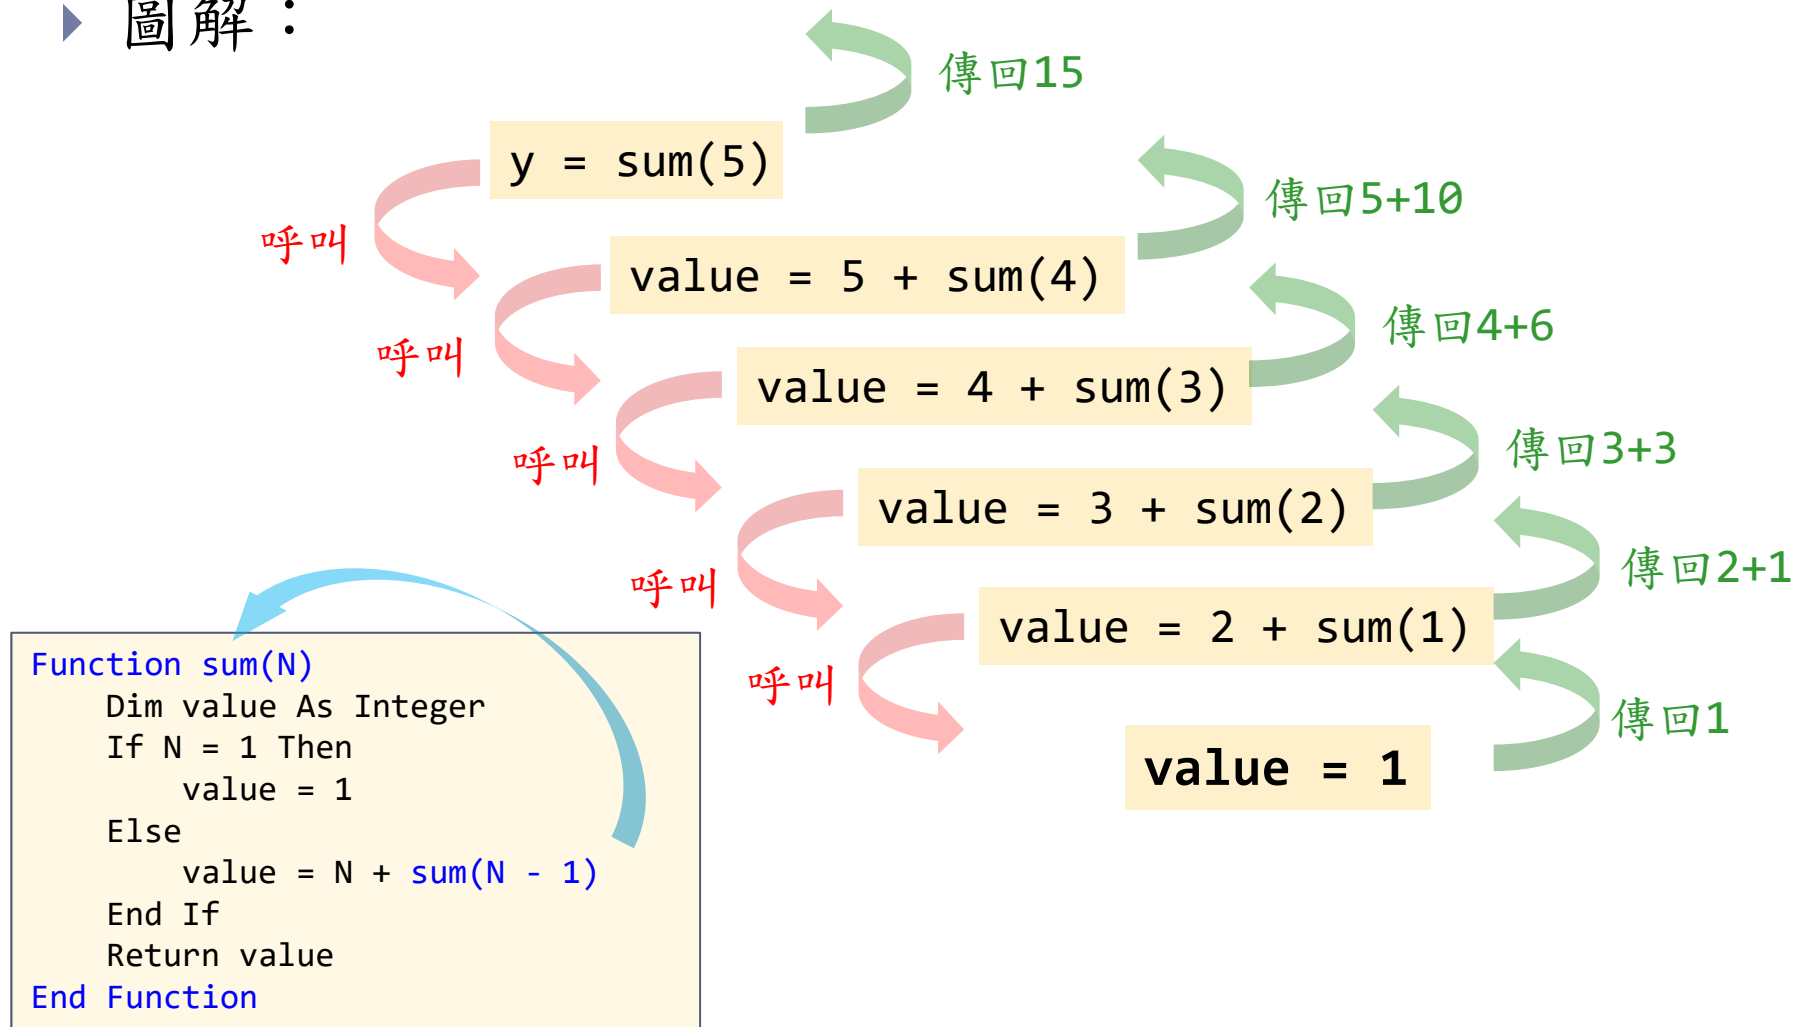 圖解：
傳回15
y = sum(5)
傳回5+10
呼叫
value = 5 + sum(4)
傳回4+6
呼叫
value = 4 + sum(3)
傳回3+3
呼叫
value = 3 + sum(2)
傳回2+1
呼叫
value = 2 + sum(1)
呼叫
傳回1
value = 1
Function sum(N)
    Dim value As Integer
    If N = 1 Then
        value = 1
    Else
        value = N + sum(N - 1)
    End If
    Return value
End Function